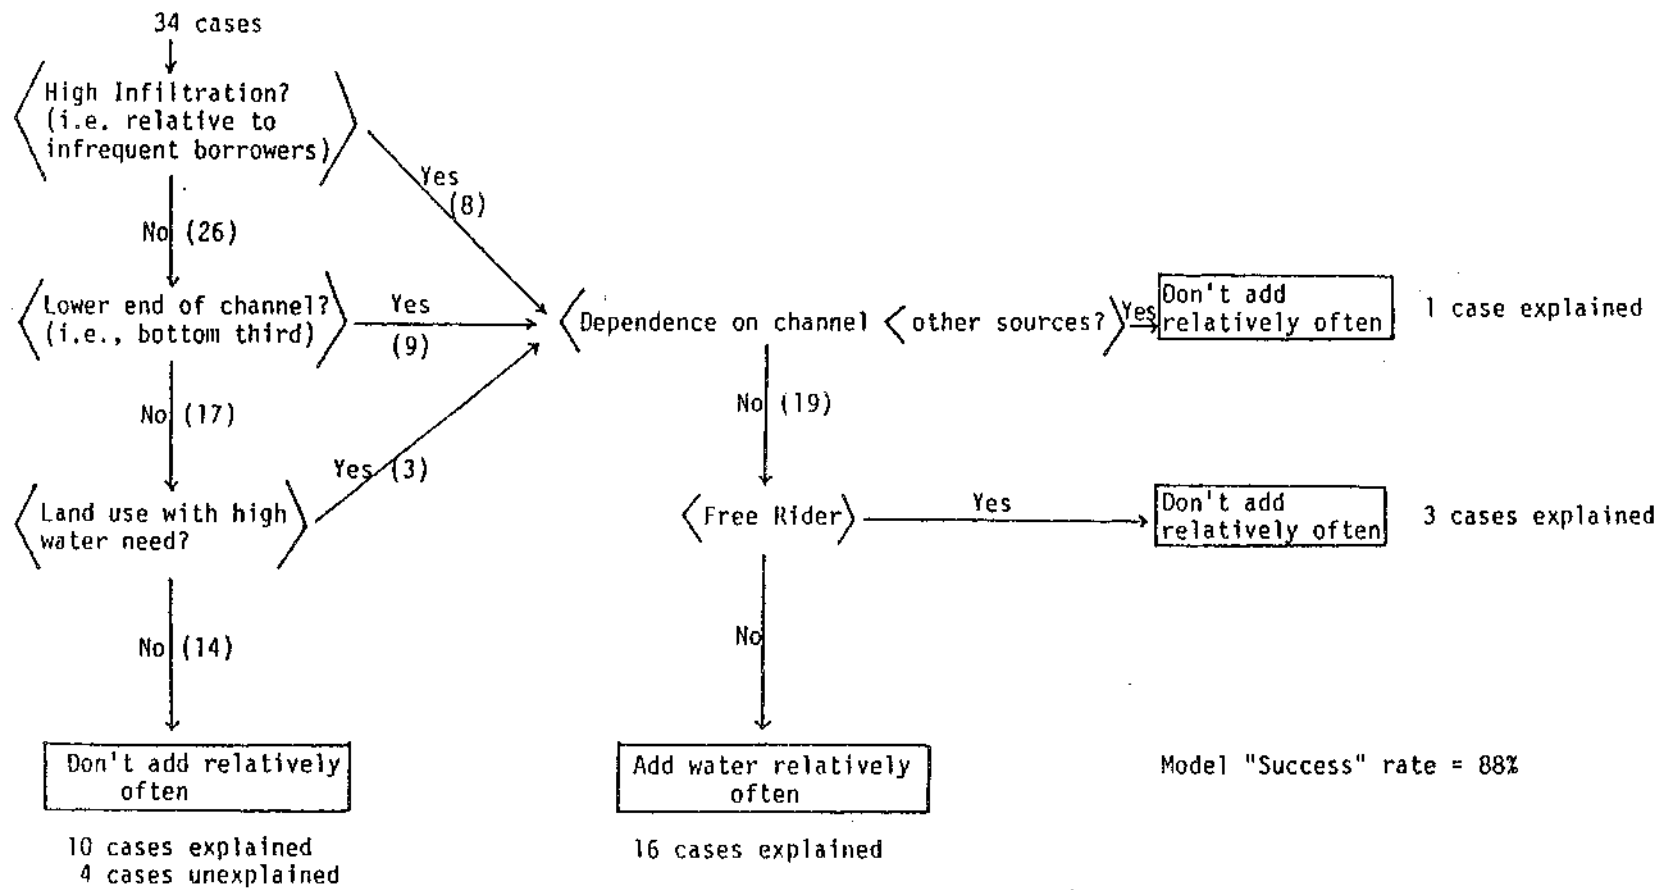 34 cases
High Infiltration?
(i.e. relative to
infrequent borrowers)
Yes
(8)
No (26)
Lower end of channel?
(i.e., bottom third)
Yes
(9)
Dependence on channel < other sources?
Yes
Don't add
relatively often
1 case explained
No (17)
No (19)
Yes (3)
Land use with high
water need?
Free Rider
Yes
Don't add
relatively often
3 cases explained
No (14)
No
Don't add relatively
often
10 cases explained
4 cases unexplained
Add water relatively
often
16 cases explained
Model "Success" rate = 88%